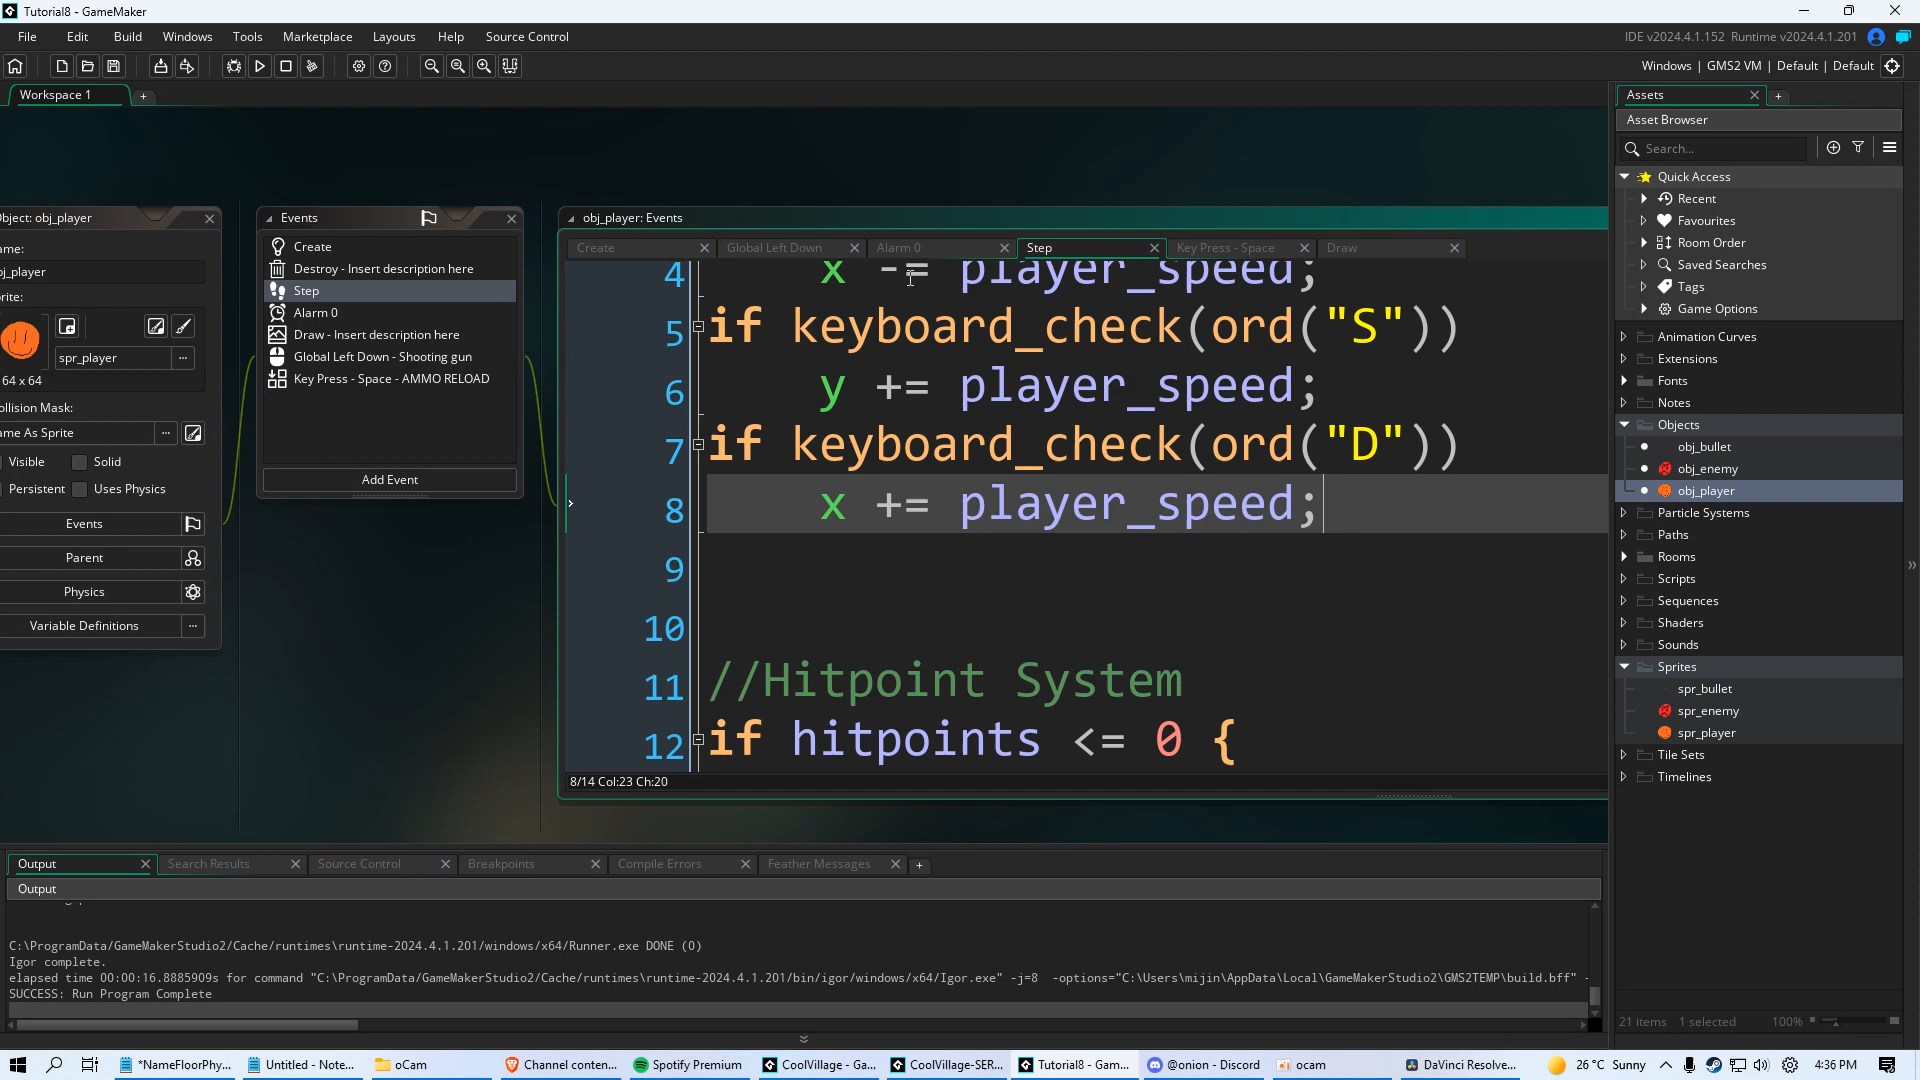 Tutorial8 - GameMaker
File Edit Build Windows Tools Marketplace Layouts Help Source Control
IDE v2024.4.1.152 Runtime v2024.4.1.201
Windows | GMS2 VM | Default | Default
Workspace 1
bject: obj_player
ame:
bj_player
rite:
spr_player
64 x 64
ollision Mask:
ame As Sprite
Visible Solid
Persistent Uses Physics
Events
Parent
Physics
Variable Definitions
Events
Create
Destroy - Insert description here
Step
Alarm 0
Draw - Insert description here
Global Left Down - Shooting gun
Key Press - Space - AMMO RELOAD
Add Event
obj_player: Events
Create Global Left Down Alarm 0 Step Key Press - Space Draw
4 x -= player_speed;
5 if keyboard_check(ord("S"))
6 y += player_speed;
7 if keyboard_check(ord("D"))
8 x += player_speed;
9
10
11 //Hitpoint System
12 if hitpoints <= 0 {
8/14 Col:23 Ch:20
Assets
Asset Browser
Search...
Quick Access
Recent
Favourites
Room Order
Saved Searches
Tags
Game Options
Animation Curves
Extensions
Fonts
Notes
Objects
obj_bullet
obj_enemy
obj_player
Particle Systems
Paths
Rooms
Scripts
Sequences
Shaders
Sounds
Sprites
spr_bullet
spr_enemy
spr_player
Tile Sets
Timelines
21 items 1 selected 100%
Output Search Results Source Control Breakpoints Compile Errors Feather Messages
Output
C:\ProgramData/GameMakerStudio2/Cache/runtimes\runtime-2024.4.1.201/windows/x64/Runner.exe DONE (0)
Igor complete.
elapsed time 00:00:16.8885909s for command "C:\ProgramData/GameMakerStudio2/Cache/runtimes\runtime-2024.4.1.201/bin/igor/windows/x64/Igor.exe" -j=8 -options="C:\Users\mijin\AppData\Local\GameMakerStudio2\GMS2TEMP\build.bff" -
SUCCESS: Run Program Complete
*NameFloorPhy... Untitled - Note... oCam Channel conten... Spotify Premium CoolVillage - Ga... CoolVillage-SER... Tutorial8 - Gam... @onion - Discord ocam DaVinci Resolve... 26°C Sunny 4:36 PM